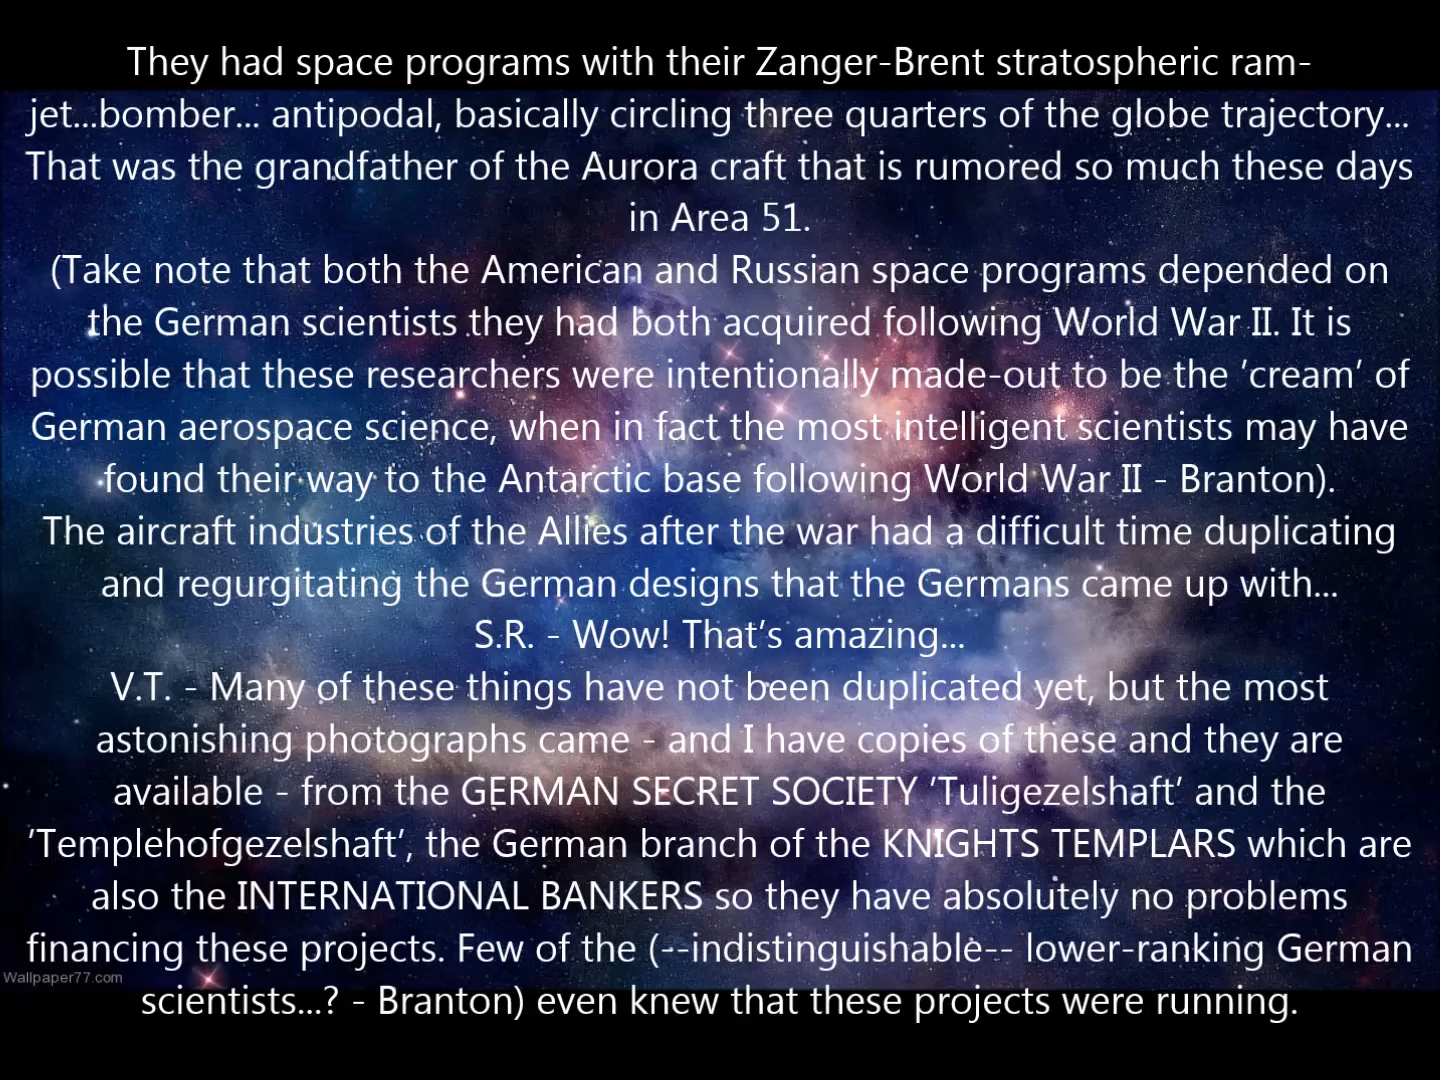 They had space programs with their Zanger-Brent stratospheric ram-
jet...bomber... antipodal, basically circling three quarters of the globe trajectory...
That was the grandfather of the Aurora craft that is rumored so much these days
in Area 51.
(Take note that both the American and Russian space programs depended on
the German scientists they had both acquired following World War II. It is
possible that these researchers were intentionally made-out to be the ’cream’ of
German aerospace science, when in fact the most intelligent scientists may have
found their way to the Antarctic base following World War II - Branton).
The aircraft industries of the Allies after the war had a difficult time duplicating
and regurgitating the German designs that the Germans came up with...
S.R. - Wow! That’s amazing...
V.T. - Many of these things have not been duplicated yet, but the most
astonishing photographs came - and I have copies of these and they are
available - from the GERMAN SECRET SOCIETY ’Tuligezelshaft’ and the
’Templehofgezelshaft’, the German branch of the KNIGHTS TEMPLARS which are
also the INTERNATIONAL BANKERS so they have absolutely no problems
financing these projects. Few of the (--indistinguishable-- lower-ranking German
Wallpaper77.com
scientists...? - Branton) even knew that these projects were running.